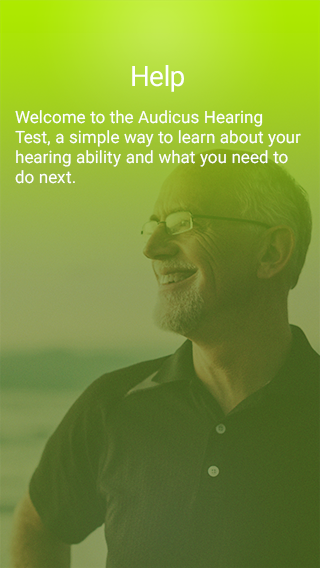 Help
Welcome to the Audicus Hearing
Test, a simple way to learn about your
hearing ability and what you need to
do next.